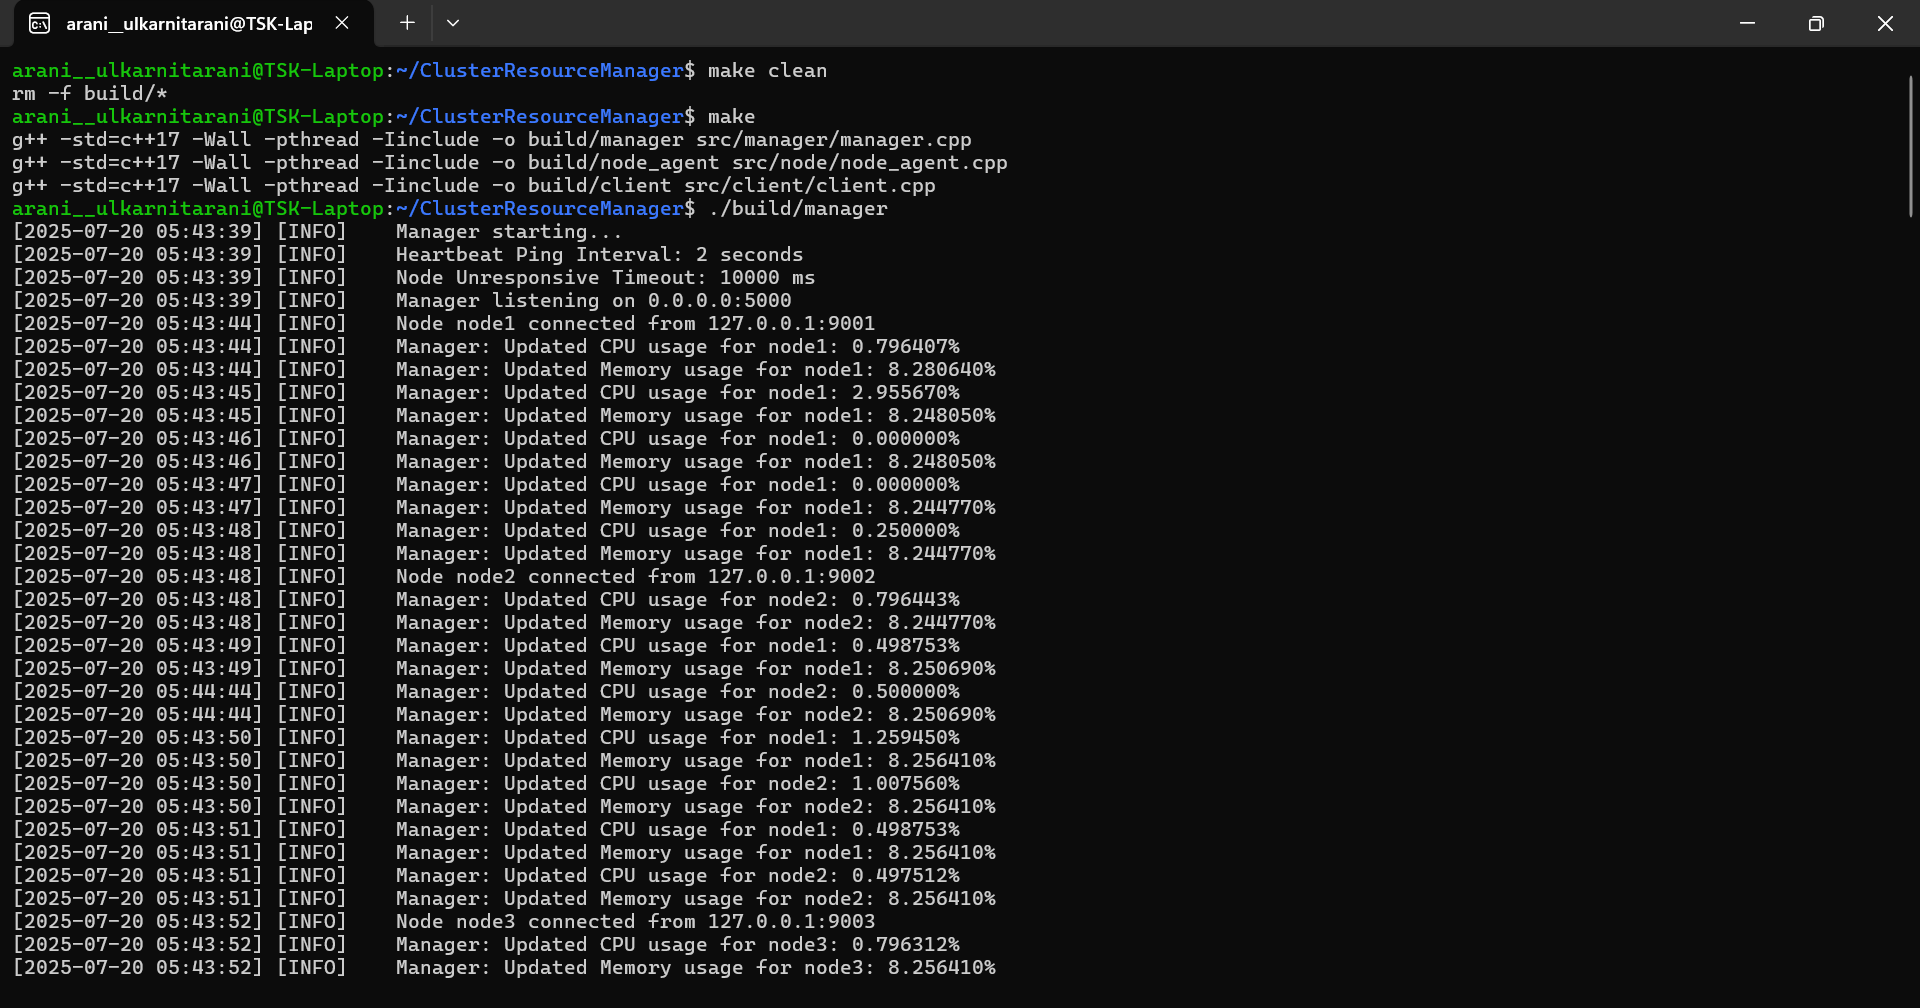 arani__ulkarnitarani@TSK-Lap
arani__ulkarnitarani@TSK-Laptop:~/ClusterResourceManager$ make clean
rm -f build/*
arani__ulkarnitarani@TSK-Laptop:~/ClusterResourceManager$ make
g++ -std=c++17 -Wall -pthread -Iinclude -o build/manager src/manager/manager.cpp
g++ -std=c++17 -Wall -pthread -Iinclude -o build/node_agent src/node/node_agent.cpp
g++ -std=c++17 -Wall -pthread -Iinclude -o build/client src/client/client.cpp
arani__ulkarnitarani@TSK-Laptop:~/ClusterResourceManager$ ./build/manager
[2025-07-20 05:43:39] [INFO]    Manager starting...
[2025-07-20 05:43:39] [INFO]    Heartbeat Ping Interval: 2 seconds
[2025-07-20 05:43:39] [INFO]    Node Unresponsive Timeout: 10000 ms
[2025-07-20 05:43:39] [INFO]    Manager listening on 0.0.0.0:5000
[2025-07-20 05:43:44] [INFO]    Node node1 connected from 127.0.0.1:9001
[2025-07-20 05:43:44] [INFO]    Manager: Updated CPU usage for node1: 0.796407%
[2025-07-20 05:43:44] [INFO]    Manager: Updated Memory usage for node1: 8.280640%
[2025-07-20 05:43:45] [INFO]    Manager: Updated CPU usage for node1: 2.955670%
[2025-07-20 05:43:45] [INFO]    Manager: Updated Memory usage for node1: 8.248050%
[2025-07-20 05:43:46] [INFO]    Manager: Updated CPU usage for node1: 0.000000%
[2025-07-20 05:43:46] [INFO]    Manager: Updated Memory usage for node1: 8.248050%
[2025-07-20 05:43:47] [INFO]    Manager: Updated CPU usage for node1: 0.000000%
[2025-07-20 05:43:47] [INFO]    Manager: Updated Memory usage for node1: 8.244770%
[2025-07-20 05:43:48] [INFO]    Manager: Updated CPU usage for node1: 0.250000%
[2025-07-20 05:43:48] [INFO]    Manager: Updated Memory usage for node1: 8.244770%
[2025-07-20 05:43:48] [INFO]    Node node2 connected from 127.0.0.1:9002
[2025-07-20 05:43:48] [INFO]    Manager: Updated CPU usage for node2: 0.796443%
[2025-07-20 05:43:48] [INFO]    Manager: Updated Memory usage for node2: 8.244770%
[2025-07-20 05:43:49] [INFO]    Manager: Updated CPU usage for node1: 0.498753%
[2025-07-20 05:43:49] [INFO]    Manager: Updated Memory usage for node1: 8.250690%
[2025-07-20 05:44:44] [INFO]    Manager: Updated CPU usage for node2: 0.500000%
[2025-07-20 05:44:44] [INFO]    Manager: Updated Memory usage for node2: 8.250690%
[2025-07-20 05:43:50] [INFO]    Manager: Updated CPU usage for node1: 1.259450%
[2025-07-20 05:43:50] [INFO]    Manager: Updated Memory usage for node1: 8.256410%
[2025-07-20 05:43:50] [INFO]    Manager: Updated CPU usage for node2: 1.007560%
[2025-07-20 05:43:50] [INFO]    Manager: Updated Memory usage for node2: 8.256410%
[2025-07-20 05:43:51] [INFO]    Manager: Updated CPU usage for node1: 0.498753%
[2025-07-20 05:43:51] [INFO]    Manager: Updated Memory usage for node1: 8.256410%
[2025-07-20 05:43:51] [INFO]    Manager: Updated CPU usage for node2: 0.497512%
[2025-07-20 05:43:51] [INFO]    Manager: Updated Memory usage for node2: 8.256410%
[2025-07-20 05:43:52] [INFO]    Node node3 connected from 127.0.0.1:9003
[2025-07-20 05:43:52] [INFO]    Manager: Updated CPU usage for node3: 0.796312%
[2025-07-20 05:43:52] [INFO]    Manager: Updated Memory usage for node3: 8.256410%